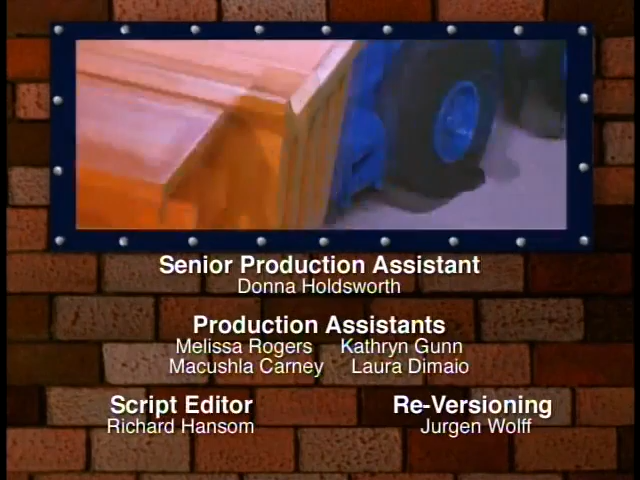 Senior Production Assistant
Donna Holdsworth
Production Assistants
Melissa Rogers Kathryn Gunn
Macushla Carney Laura Dimaio
Script Editor
Richard Hansom
Re-Versioning
Jurgen Wolff